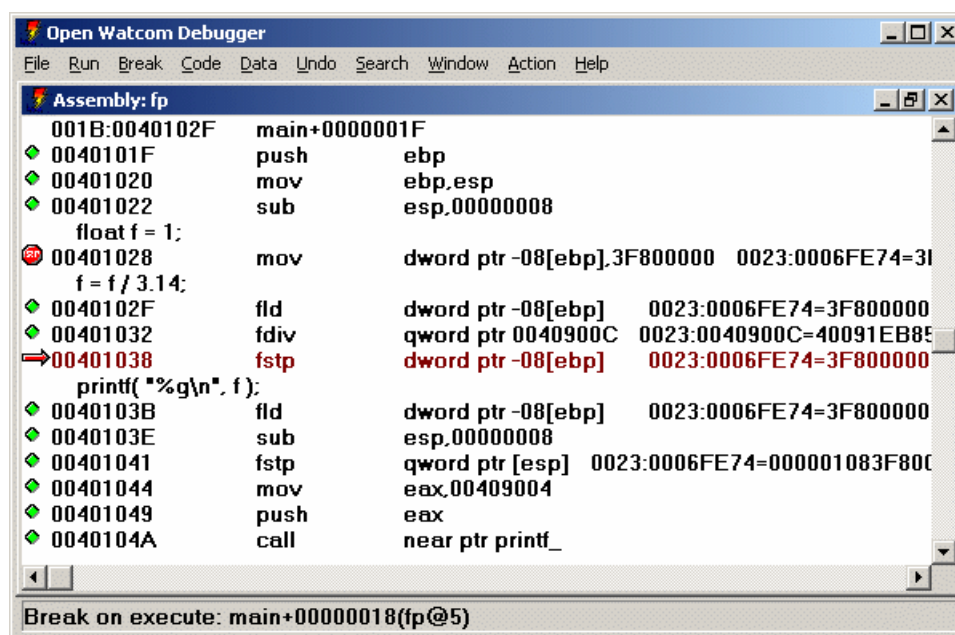 Open Watcom Debugger
File Run Break Code Data Undo Search Window Action Help
Assembly: fp
001B:0040102F main+0000001F
0040101F push ebp
00401020 mov ebp,esp
00401022 sub esp,00000008
float f = 1;
00401028 mov dword ptr -08[ebp],3F800000 0023:0006FE74=
f = f / 3.14;
0040102F fld dword ptr -08[ebp] 0023:0006FE74=3F800000
00401032 fdiv qword ptr 0040900C 0023:0040900C=40091EB85
00401038 fstp dword ptr -08[ebp] 0023:0006FE74=3F800000
printf( "%g\n", f );
0040103B fld dword ptr -08[ebp] 0023:0006FE74=3F800000
0040103E sub esp,00000008
00401041 fstp qword ptr [esp] 0023:0006FE74=000001083F800
00401044 mov eax,00409004
00401049 push eax
0040104A call near ptr printf_
Break on execute: main+00000018(fp@5)